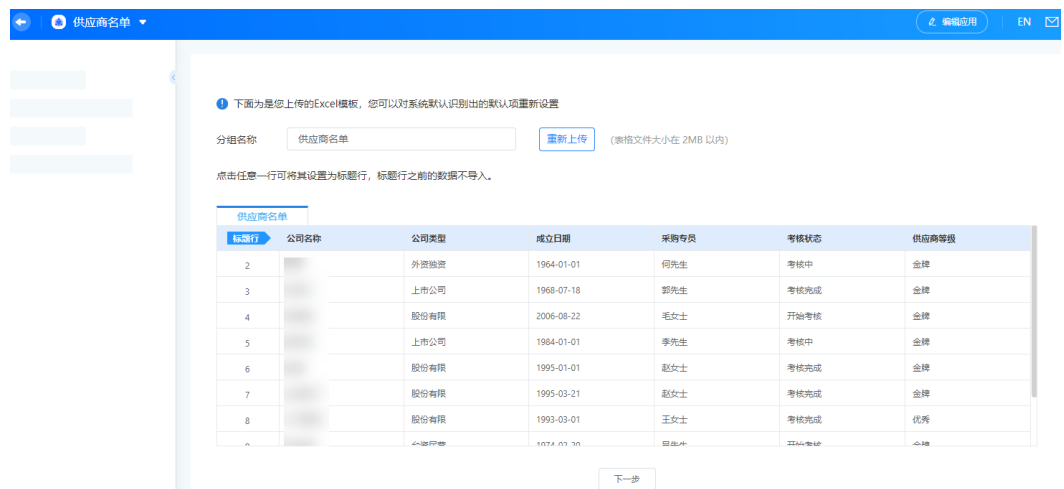 供应商名单
编辑应用 EN
下面为是您上传的Excel模板，您可以对系统默认识别出的默认项重新设置
分组名称 供应商名单 重新上传 (表格文件大小在 2MB 以内)
点击任意一行可将其设置为标题行，标题行之前的数据不导入。
供应商名单
标题行 公司名称 公司类型 成立日期 采购专员 考核状态 供应商等级
2 外资独资 1964-01-01 何先生 考核中 金牌
3 上市公司 1968-07-18 郭先生 考核完成 金牌
4 股份有限 2006-08-22 毛女士 开始考核 金牌
5 上市公司 1984-01-01 李先生 考核中 金牌
6 股份有限 1995-01-01 赵女士 考核完成 金牌
7 股份有限 1995-03-21 赵女士 考核完成 金牌
8 股份有限 1993-03-01 王女士 考核完成 优秀
下一步